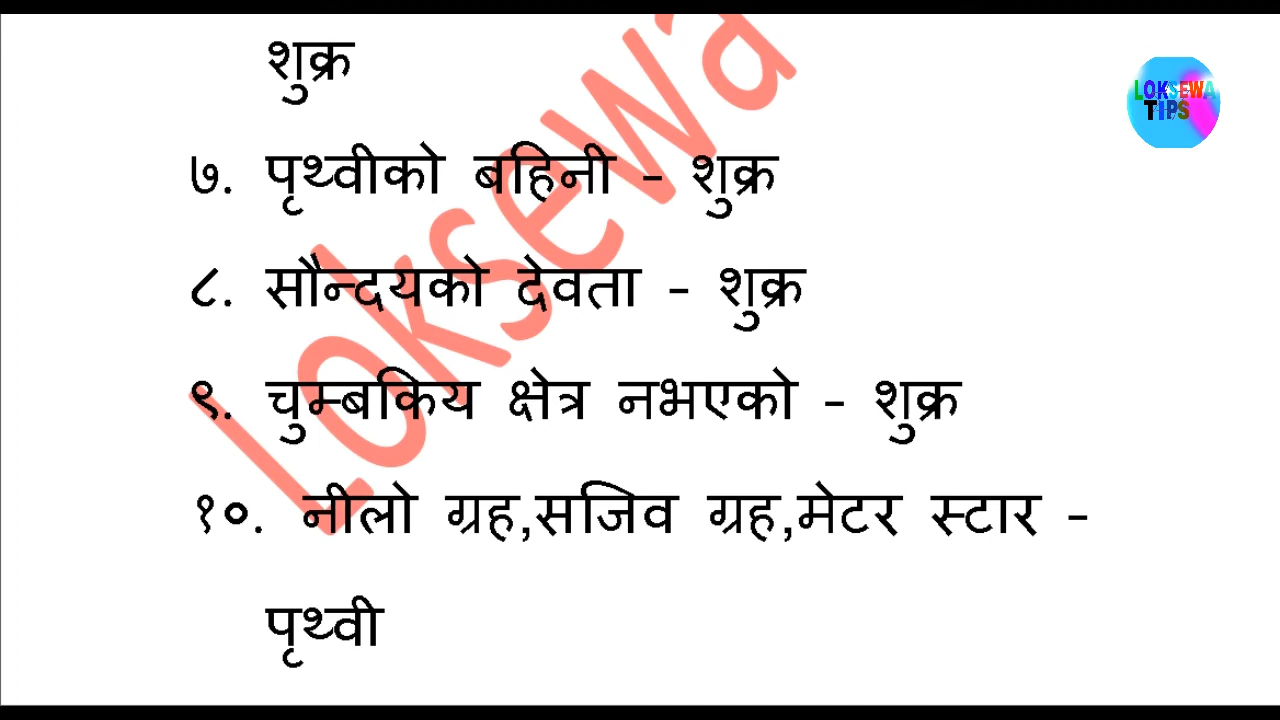 शुक्र
LOKSEWA
TIPS
७. पृथ्वीको बहिनी - शुक्र
८. सौन्दयको देवता - शुक्र
९. चुम्बकिय क्षेत्र नभएको - शुक्र
१०. नीलो ग्रह,सजिव ग्रह,मेटर स्टार -
पृथ्वी
Loksewa